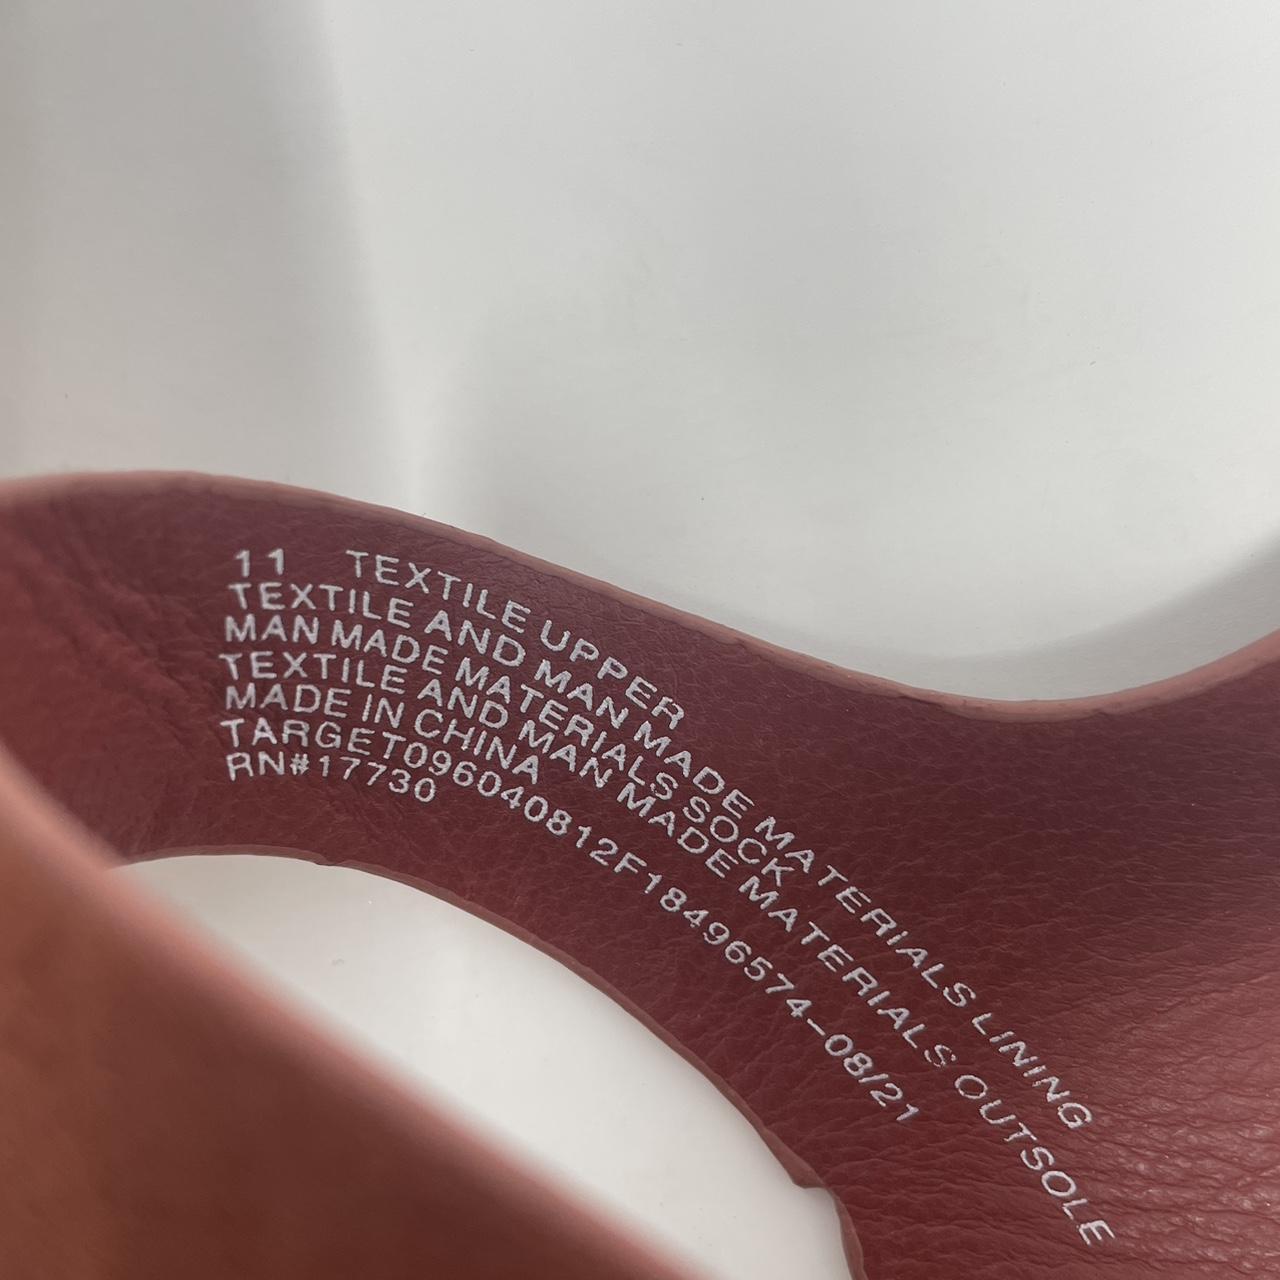 11 TEXTILE UPPER
TEXTILE AND MAN MADE MATERIALS LINING
MAN MADE MATERIALS SOCK
TEXTILE AND MAN MADE MATERIALS OUTSOLE
MADE IN CHINA
TARGET096040812F18496574-08/21
RN#17730